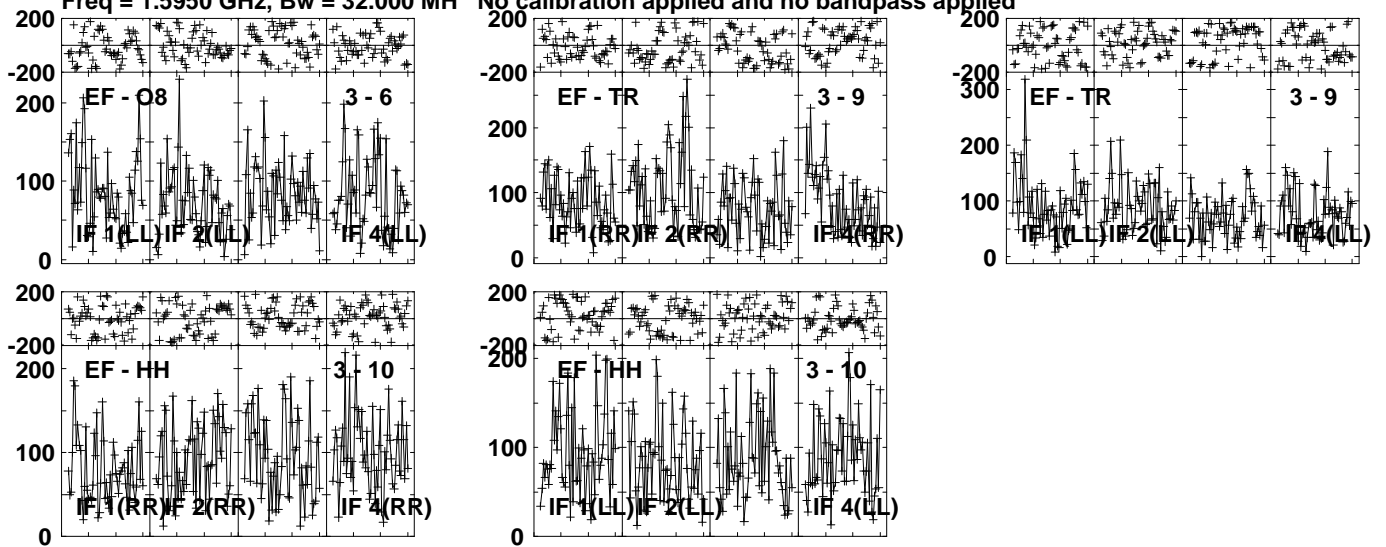 Freq = 1.5950 GHz, Bw = 32.000 MH No calibration applied and no bandpass applied
200 200 200
-200 -200 -200
200 200 300
EF - O8 3 - 6 EF - TR 3 - 9 EF - TR 3 - 9
200
100 100 100
IF 1(LL) IF 2(LL) IF 4(LL) IF 1(RR) IF 2(RR) IF 4(RR) IF 1(LL) IF 2(LL) IF 4(LL)
0 0 0
200 200
-200 -200
200 200
EF - HH 3 - 10 EF - HH 3 - 10
100 100
IF 1(RR) IF 2(RR) IF 4(RR) IF 1(LL) IF 2(LL) IF 4(LL)
0 0